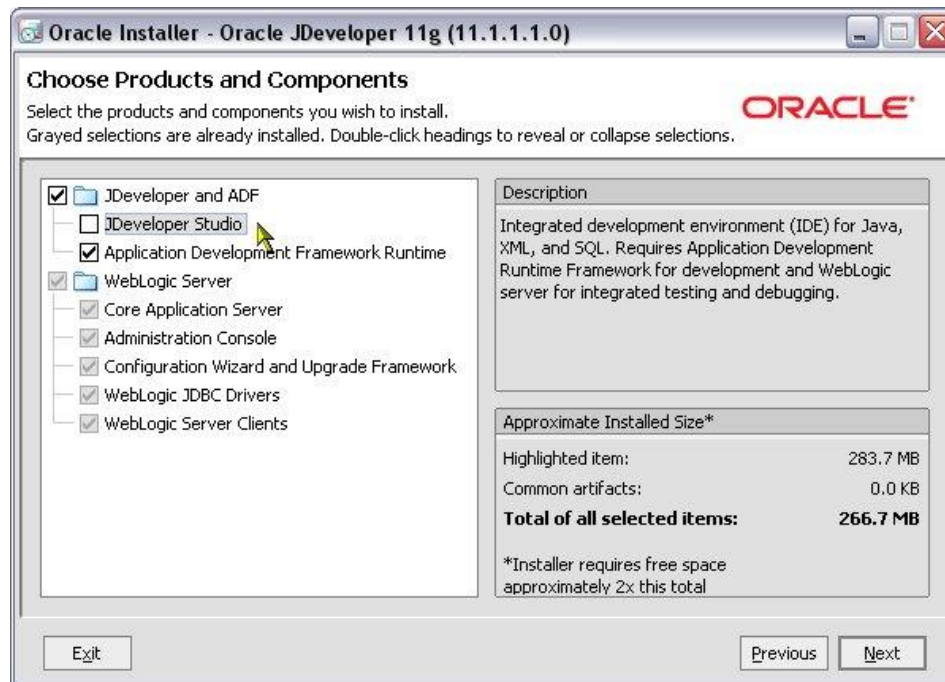 Oracle Installer - Oracle JDeveloper 11g (11.1.1.1.0)
Choose Products and Components
Select the products and components you wish to install.
Grayed selections are already installed. Double-click headings to reveal or collapse selections.
ORACLE
JDeveloper and ADF
JDeveloper Studio
Application Development Framework Runtime
WebLogic Server
Core Application Server
Administration Console
Configuration Wizard and Upgrade Framework
WebLogic JDBC Drivers
WebLogic Server Clients
Description
Integrated development environment (IDE) for Java,
XML, and SQL. Requires Application Development
Runtime Framework for development and WebLogic
server for integrated testing and debugging.
Approximate Installed Size*
Highlighted item: 283.7 MB
Common artifacts: 0.0 KB
Total of all selected items: 266.7 MB
*Installer requires free space
approximately 2x this total
Exit
Previous
Next